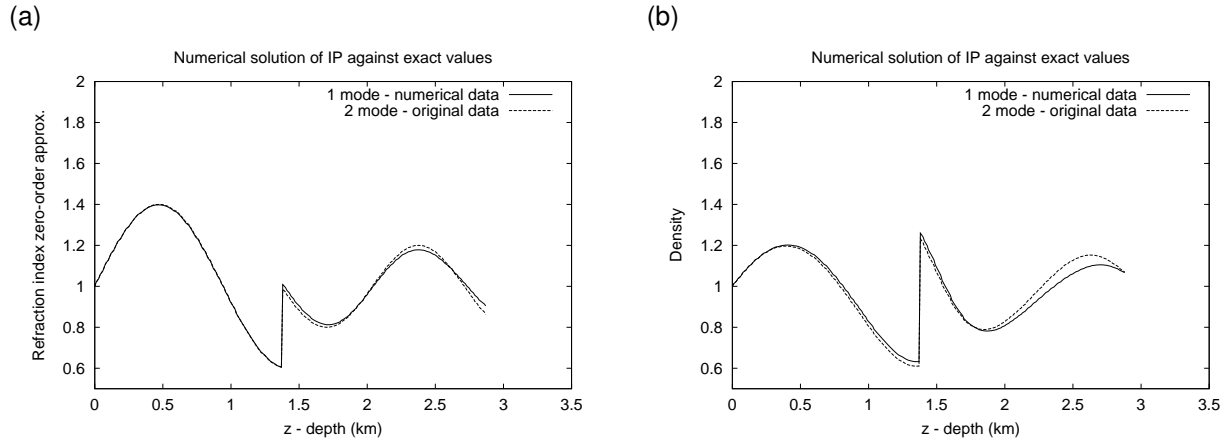 (a)
Numerical solution of IP against exact values
2
1.8
1.6
1.4
1.2
1
0.8
0.6
Refraction index zero-order approx.
1 mode - numerical data
2 mode - original data
0 0.5 1 1.5 2 2.5 3 3.5
z - depth (km)
(b)
Numerical solution of IP against exact values
2
1.8
1.6
1.4
1.2
1
0.8
0.6
Density
1 mode - numerical data
2 mode - original data
0 0.5 1 1.5 2 2.5 3 3.5
z - depth (km)